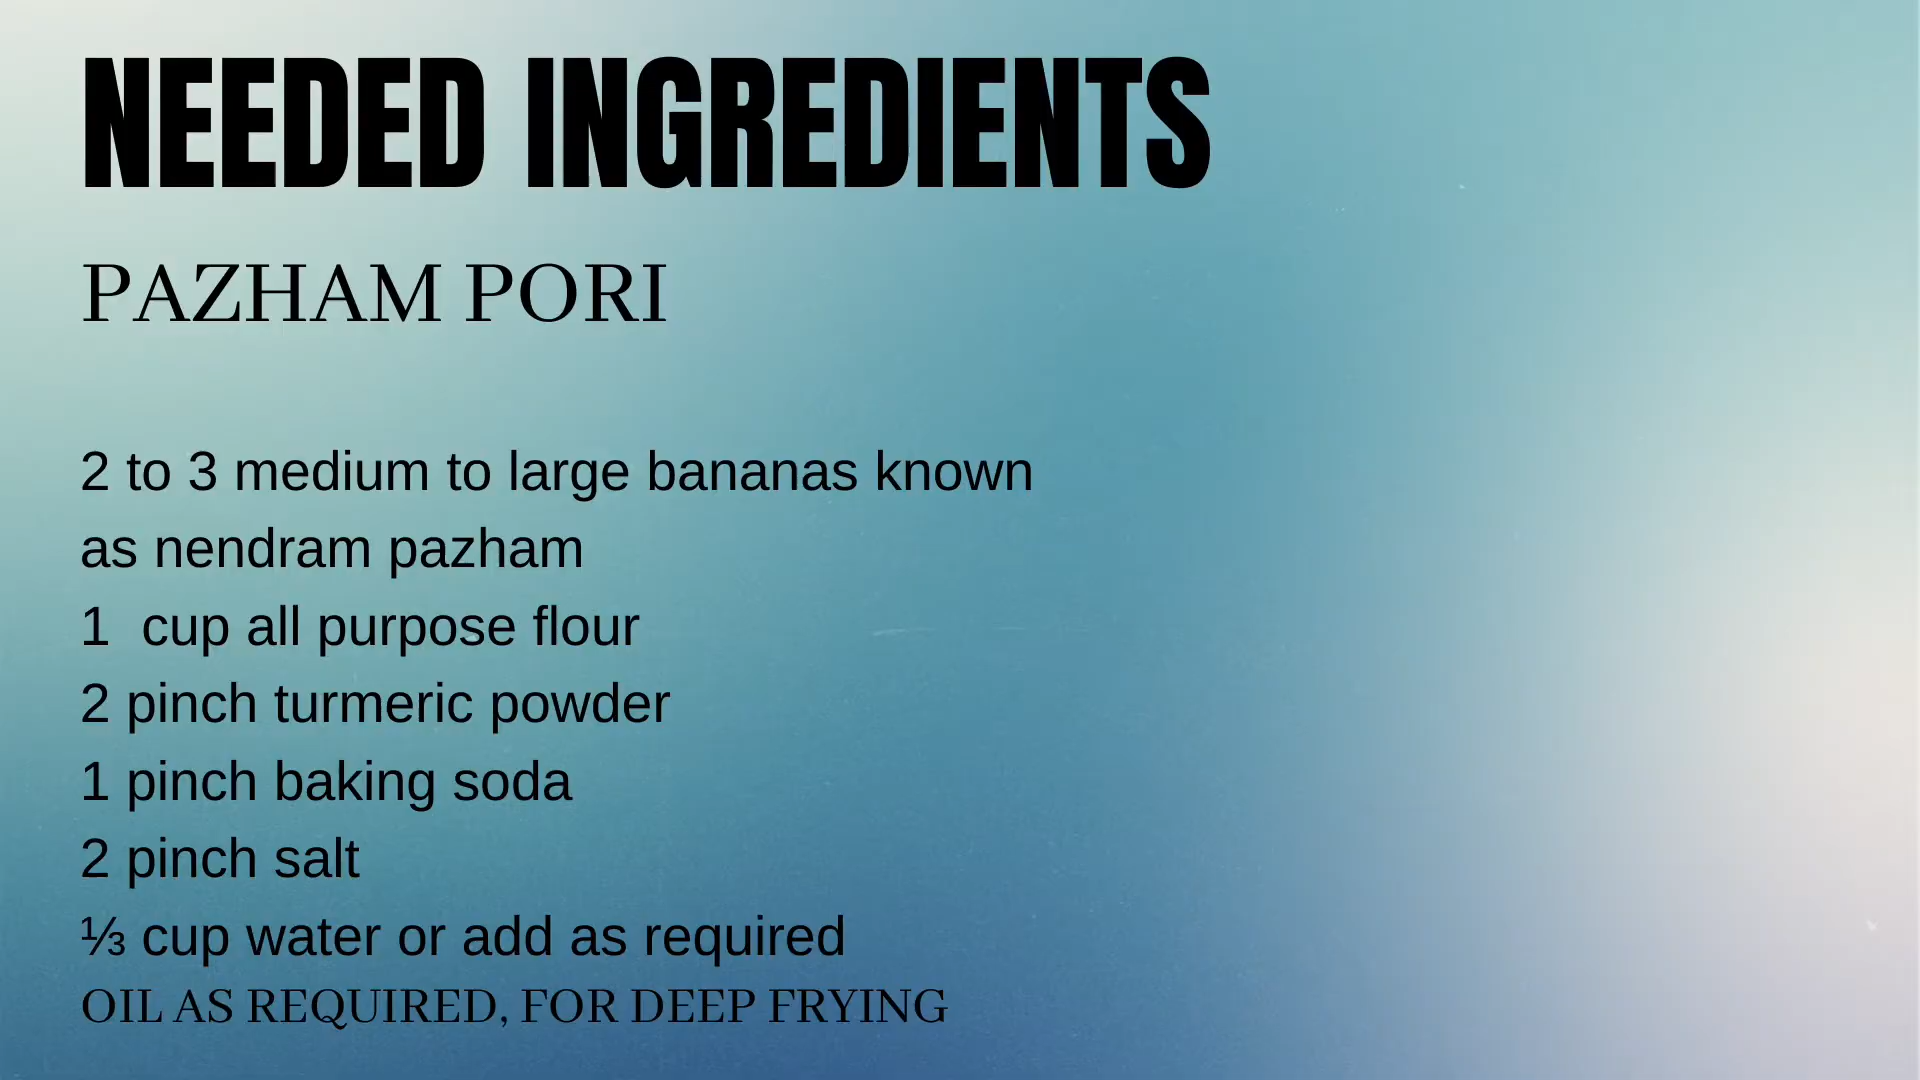 NEEDED INGREDIENTS
PAZHAM PORI
2 to 3 medium to large bananas known
as nendram pazham
1  cup all purpose flour
2 pinch turmeric powder
1 pinch baking soda
2 pinch salt
⅓ cup water or add as required
OIL AS REQUIRED, FOR DEEP FRYING